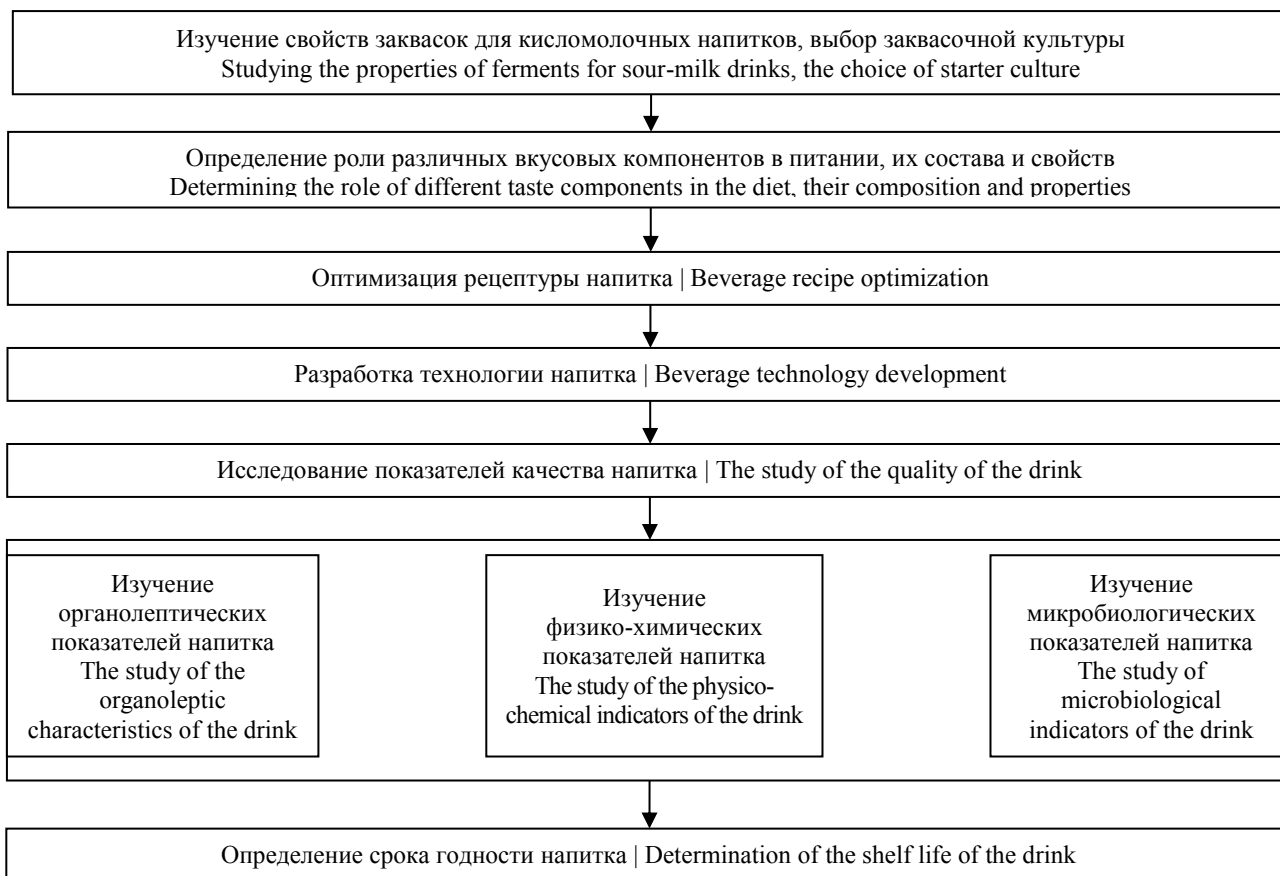 Изучение свойств заквасок для кисломолочных напитков, выбор заквасочной культуры
Studying the properties of ferments for sour-milk drinks, the choice of starter culture
Определение роли различных вкусовых компонентов в питании, их состава и свойств
Determining the role of different taste components in the diet, their composition and properties
Оптимизация рецептуры напитка | Beverage recipe optimization
Разработка технологии напитка | Beverage technology development
Исследование показателей качества напитка | The study of the quality of the drink
Изучение
органолептических
показателей напитка
The study of the
organoleptic
characteristics of the drink
Изучение
физико-химических
показателей напитка
The study of the physico-
chemical indicators of the drink
Изучение
микробиологических
показателей напитка
The study of
microbiological
indicators of the drink
Определение срока годности напитка | Determination of the shelf life of the drink